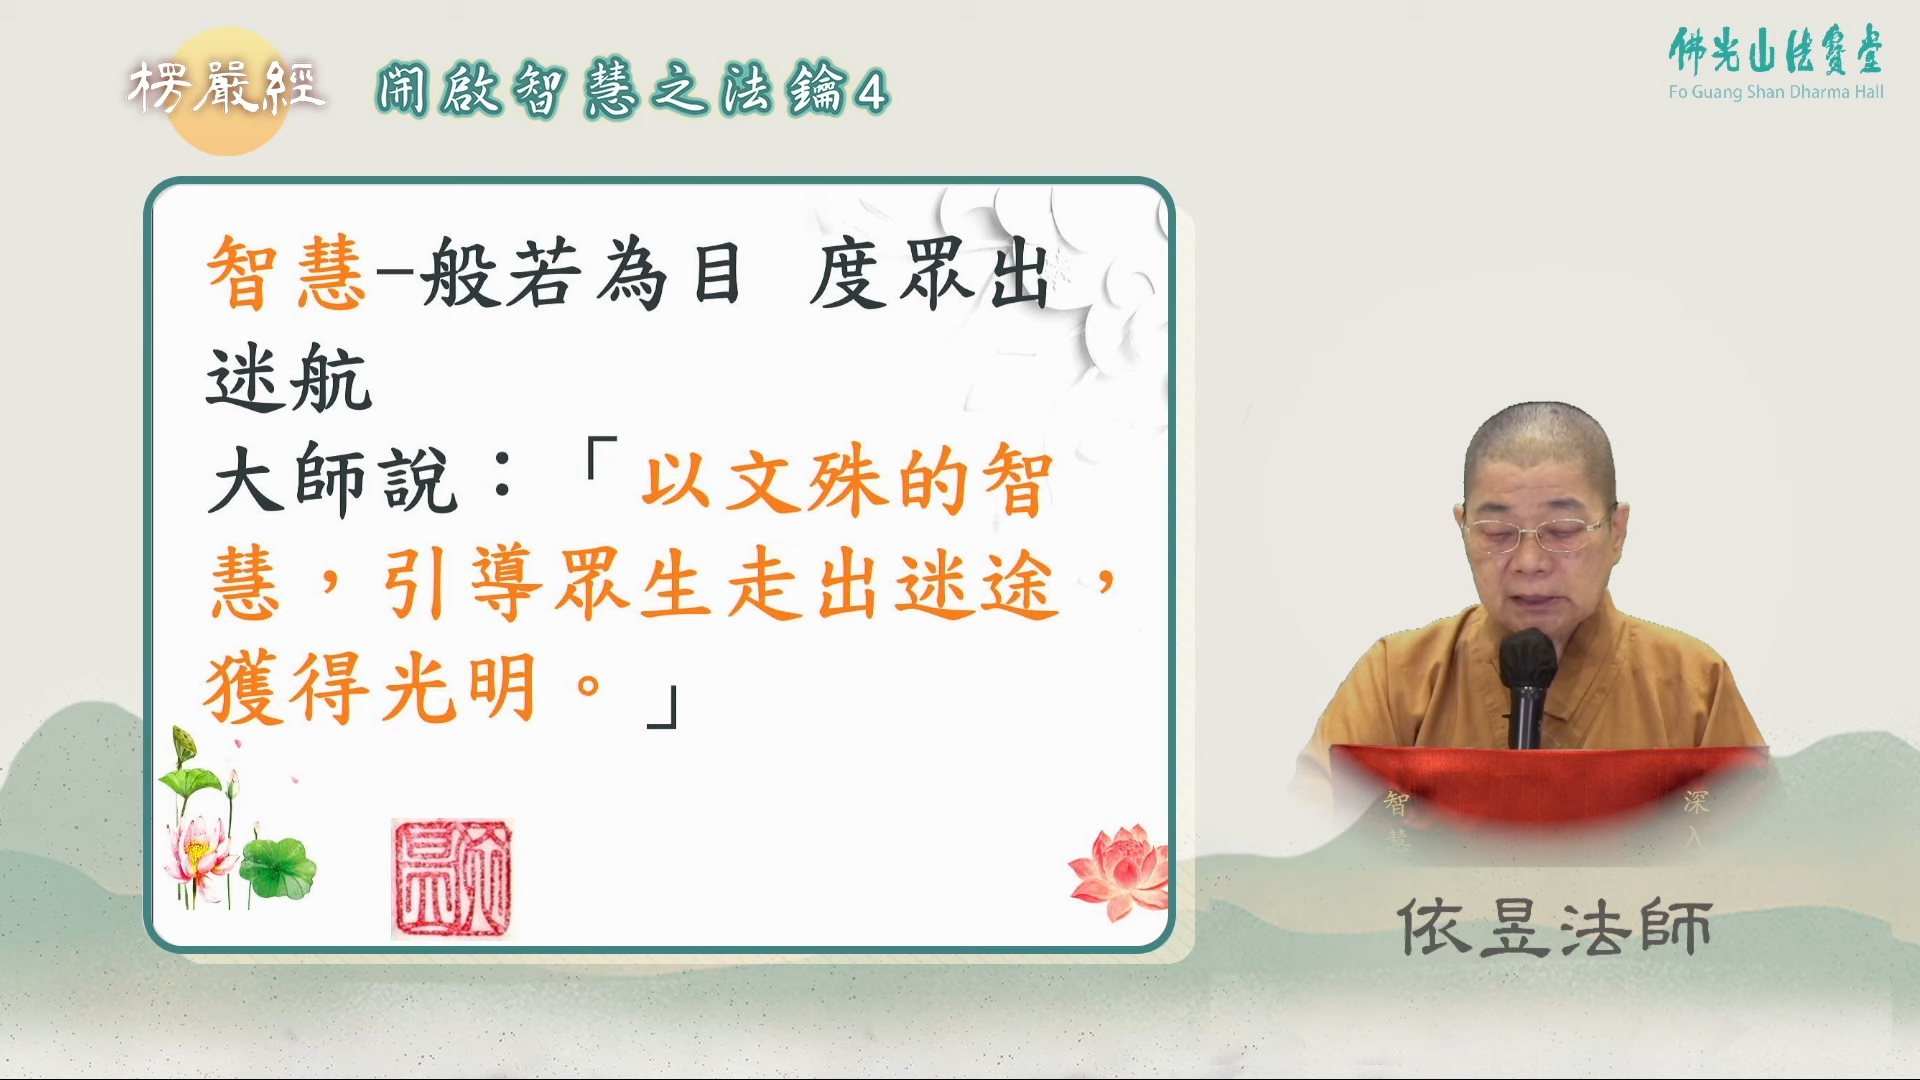 楞嚴經 開啟智慧之法鑰4
佛光山法寶堂
Fo Guang Shan Dharma Hall
智慧-般若為目 度眾出
迷航
大師說：「以文殊的智
慧，引導眾生走出迷途，
獲得光明。」
智慧
深入
依昱法師